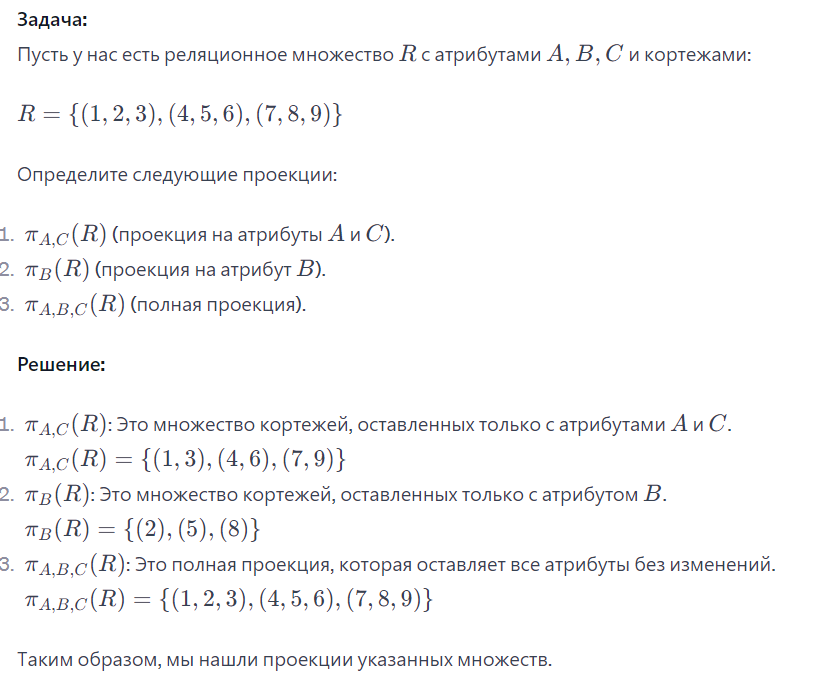 Задача:
Пусть у нас есть реляционное множество R с атрибутами A, B, C и кортежами:
R = {(1, 2, 3), (4, 5, 6), (7, 8, 9)}
Определите следующие проекции:
1. π_{A,C}(R) (проекция на атрибуты A и C).
2. π_B(R) (проекция на атрибут B).
3. π_{A,B,C}(R) (полная проекция).
Решение:
1. π_{A,C}(R): Это множество кортежей, оставленных только с атрибутами A и C.
π_{A,C}(R) = {(1, 3), (4, 6), (7, 9)}
2. π_B(R): Это множество кортежей, оставленных только с атрибутом B.
π_B(R) = {(2), (5), (8)}
3. π_{A,B,C}(R): Это полная проекция, которая оставляет все атрибуты без изменений.
π_{A,B,C}(R) = {(1, 2, 3), (4, 5, 6), (7, 8, 9)}
Таким образом, мы нашли проекции указанных множеств.